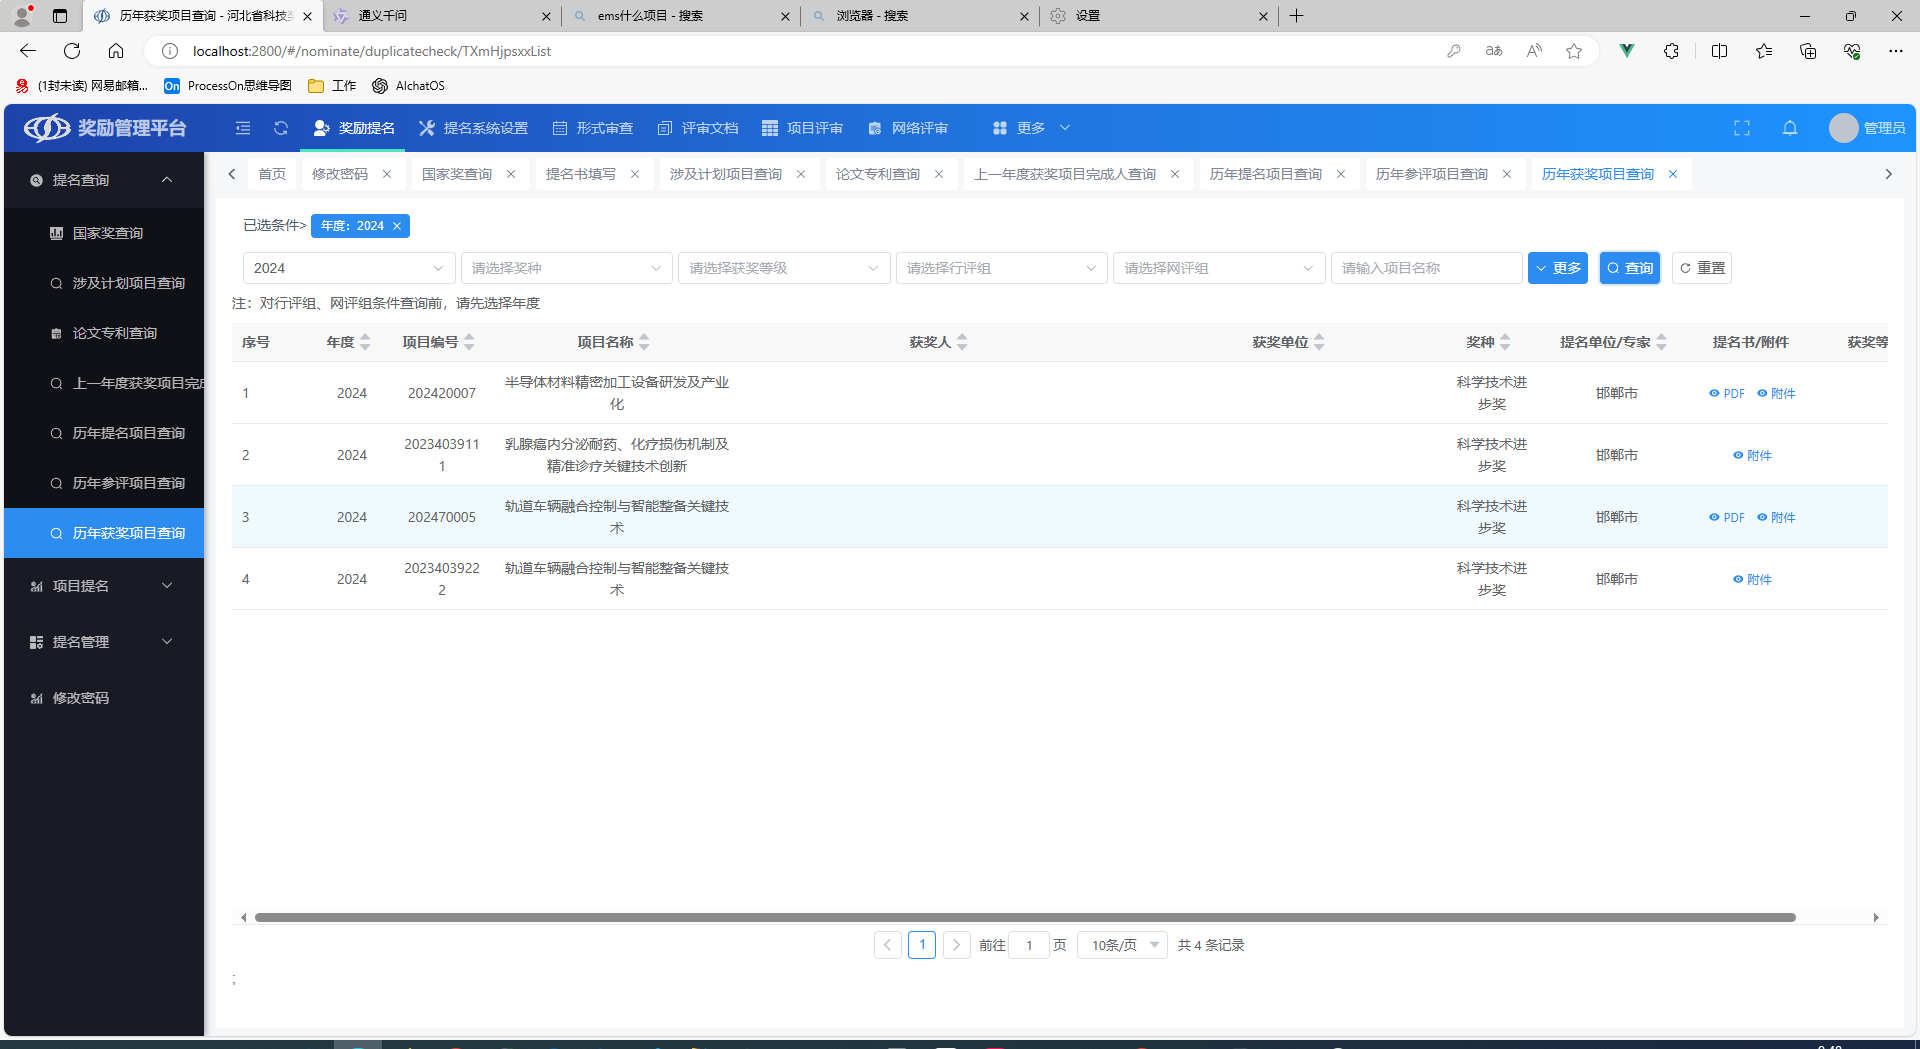 历年获奖项目查询 - 河北省科技
通义千问
ems什么项目 - 搜索
浏览器 - 搜索
设置
localhost:2800/#/nominate/duplicatecheck/TXmHjpsxxList
(1封未读) 网易邮箱...
On ProcessOn思维导图
工作
AIchatOS
奖励管理平台
奖励提名
提名系统设置
形式审查
评审文档
项目评审
网络评审
更多
管理员
提名查询
国家奖查询
涉及计划项目查询
论文专利查询
上一年度获奖项目完成
历年提名项目查询
历年参评项目查询
历年获奖项目查询
项目提名
提名管理
修改密码
首页
修改密码
国家奖查询
提名书填写
涉及计划项目查询
论文专利查询
上一年度获奖项目完成人查询
历年提名项目查询
历年参评项目查询
历年获奖项目查询
已选条件> 年度：2024
2024 请选择奖种 请选择获奖等级 请选择行评组 请选择网评组 请输入项目名称 更多 查询 重置
注：对行评组、网评组条件查询前，请先选择年度
序号 年度 项目编号 项目名称 获奖人 获奖单位 奖种 提名单位/专家 提名书/附件 获奖等
1 2024 202420007 半导体材料精密加工设备研发及产业 科学技术进 邯郸市 PDF 附件
化 步奖
2 2024 2023403911 乳腺癌内分泌耐药、化疗损伤机制及 科学技术进 邯郸市 附件
1 精准诊疗关键技术创新 步奖
3 2024 202470005 轨道车辆融合控制与智能整备关键技 科学技术进 邯郸市 PDF 附件
术 步奖
4 2024 2023403922 轨道车辆融合控制与智能整备关键技 科学技术进 邯郸市 附件
2 术 步奖
1 前往 1 页 10条/页 共 4 条记录
;